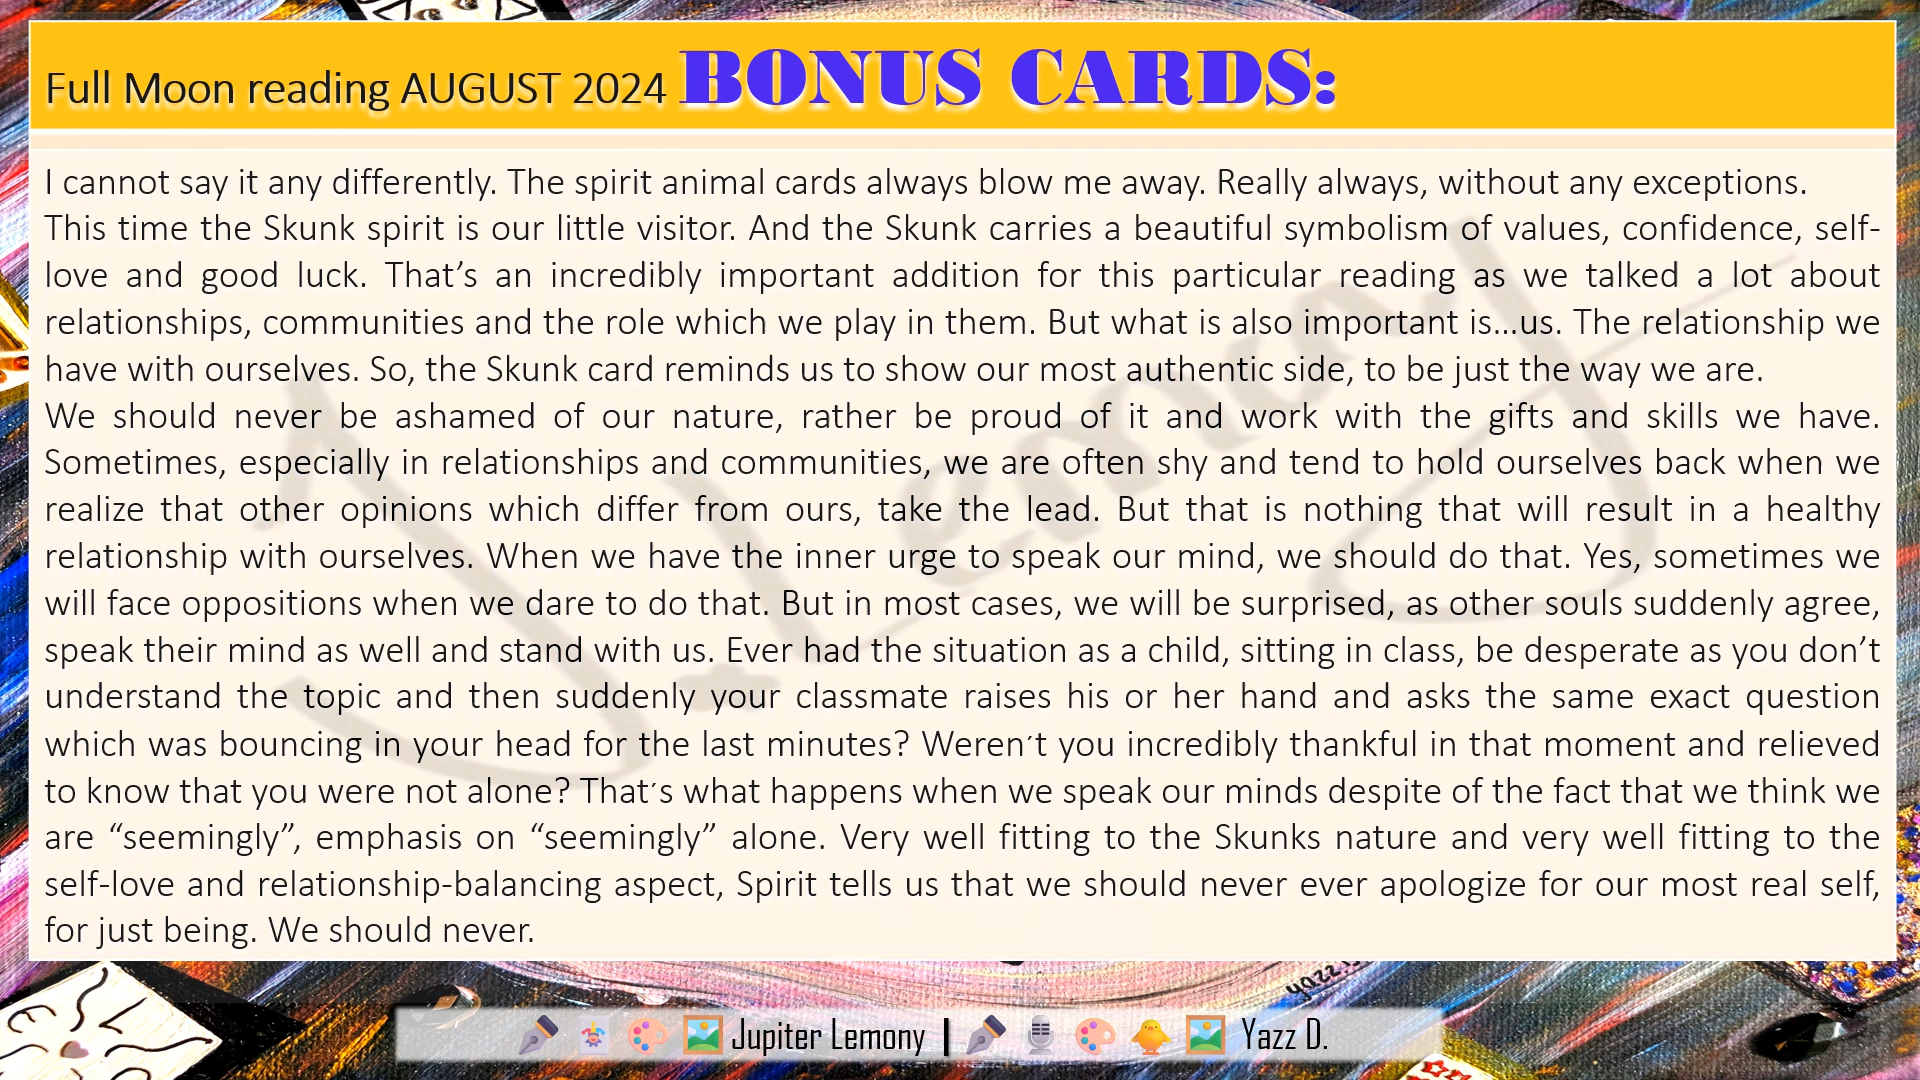 Full Moon reading AUGUST 2024 BONUS CARDS:
I cannot say it any differently. The spirit animal cards always blow me away. Really always, without any exceptions.
This time the Skunk spirit is our little visitor. And the Skunk carries a beautiful symbolism of values, confidence, self-
love and good luck. That’s an incredibly important addition for this particular reading as we talked a lot about
relationships, communities and the role which we play in them. But what is also important is…us. The relationship we
have with ourselves. So, the Skunk card reminds us to show our most authentic side, to be just the way we are.
We should never be ashamed of our nature, rather be proud of it and work with the gifts and skills we have.
Sometimes, especially in relationships and communities, we are often shy and tend to hold ourselves back when we
realize that other opinions which differ from ours, take the lead. But that is nothing that will result in a healthy
relationship with ourselves. When we have the inner urge to speak our mind, we should do that. Yes, sometimes we
will face oppositions when we dare to do that. But in most cases, we will be surprised, as other souls suddenly agree,
speak their mind as well and stand with us. Ever had the situation as a child, sitting in class, be desperate as you don’t
understand the topic and then suddenly your classmate raises his or her hand and asks the same exact question
which was bouncing in your head for the last minutes? Weren´t you incredibly thankful in that moment and relieved
to know that you were not alone? That´s what happens when we speak our minds despite of the fact that we think we
are “seemingly”, emphasis on “seemingly” alone. Very well fitting to the Skunks nature and very well fitting to the
self-love and relationship-balancing aspect, Spirit tells us that we should never ever apologize for our most real self,
for just being. We should never.
J. Lemony
Jupiter Lemony | Yazz D.